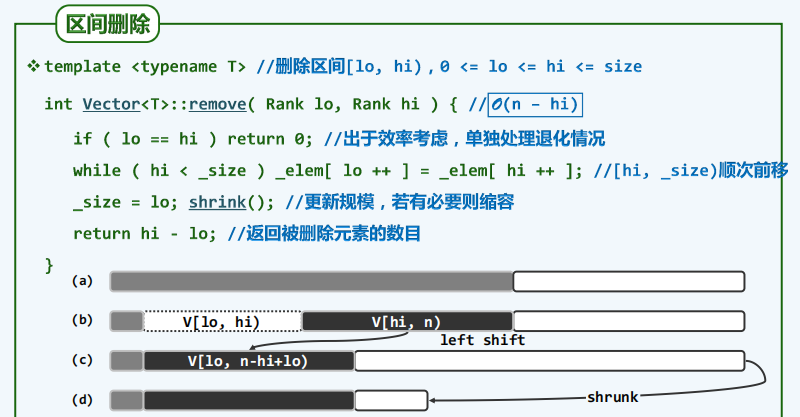 区间删除
❖ template <typename T> //删除区间[lo, hi)，0 <= lo <= hi <= size
int Vector<T>::remove( Rank lo, Rank hi ) { //O(n - hi)
if ( lo == hi ) return 0; //出于效率考虑，单独处理退化情况
while ( hi < _size ) _elem[ lo ++ ] = _elem[ hi ++ ]; //[hi, _size)顺次前移
_size = lo; shrink(); //更新规模，若有必要则缩容
return hi - lo; //返回被删除元素的数目
}
(a)
(b) V[lo, hi) V[hi, n)
left shift
(c) V[lo, n-hi+lo)
(d) shrunk